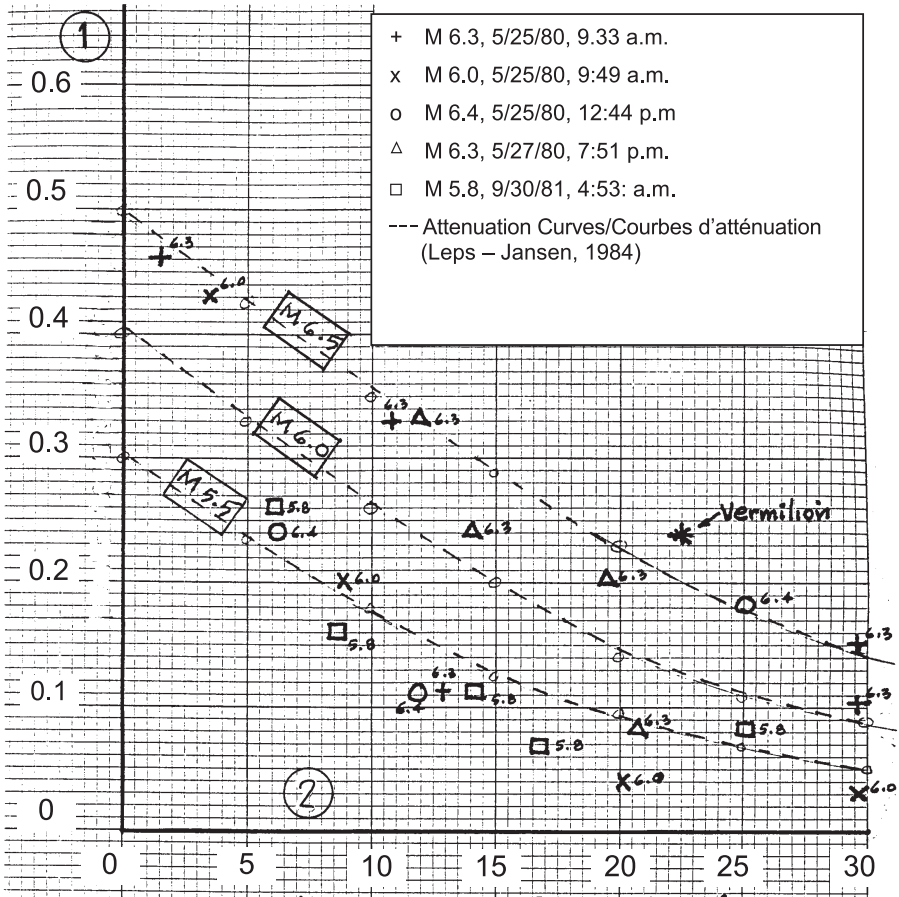 1
0.6
0.5
0.4
0.3
0.2
0.1
0
+ M 6.3, 5/25/80, 9.33 a.m.
x M 6.0, 5/25/80, 9:49 a.m.
o M 6.4, 5/25/80, 12:44 p.m
△ M 6.3, 5/27/80, 7:51 p.m.
□ M 5.8, 9/30/81, 4:53: a.m.
--- Attenuation Curves/Courbes d'atténuation
(Leps – Jansen, 1984)
6.3
6.0
M 6.5
6.3
6.3
M 6.0
M 5.5
5.8
6.4
6.3
Vermilion
6.0
6.3
6.4
5.8
6.3
6.3
6.4
5.8
6.3
6.3
5.8
5.8
6.0
6.0
2
0 5 10 15 20 25 30